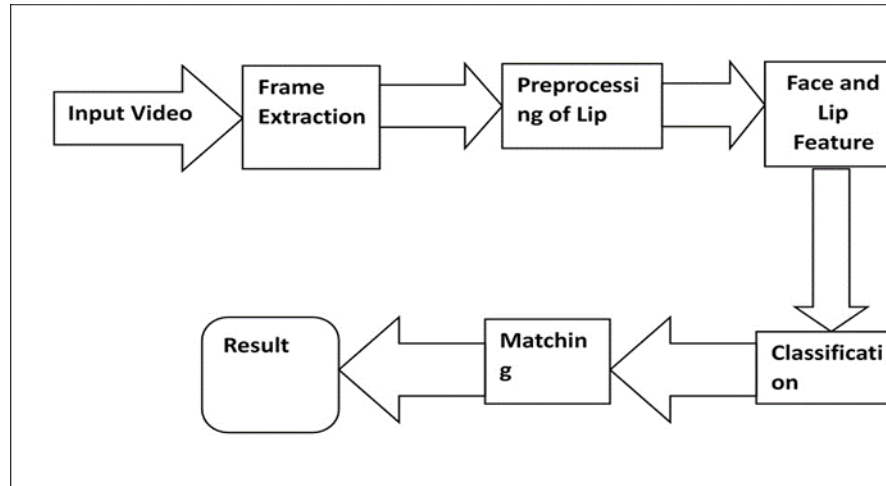 Input Video
Frame
Extraction
Preprocessi
ng of Lip
Face and
Lip
Feature
Classificati
on
Matchin
g
Result